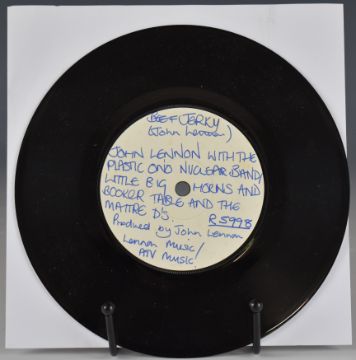 BEEF JERKY
(John Lennon)
JOHN LENNON WITH THE
PLASTIC ONO NUCLEAR BAND/
LITTLE BIG HORNS AND
BOOKER TABLE AND THE
MAITRE D'S. R5998
Produced by John Lennon
Lennon Music/
ATV MUSIC